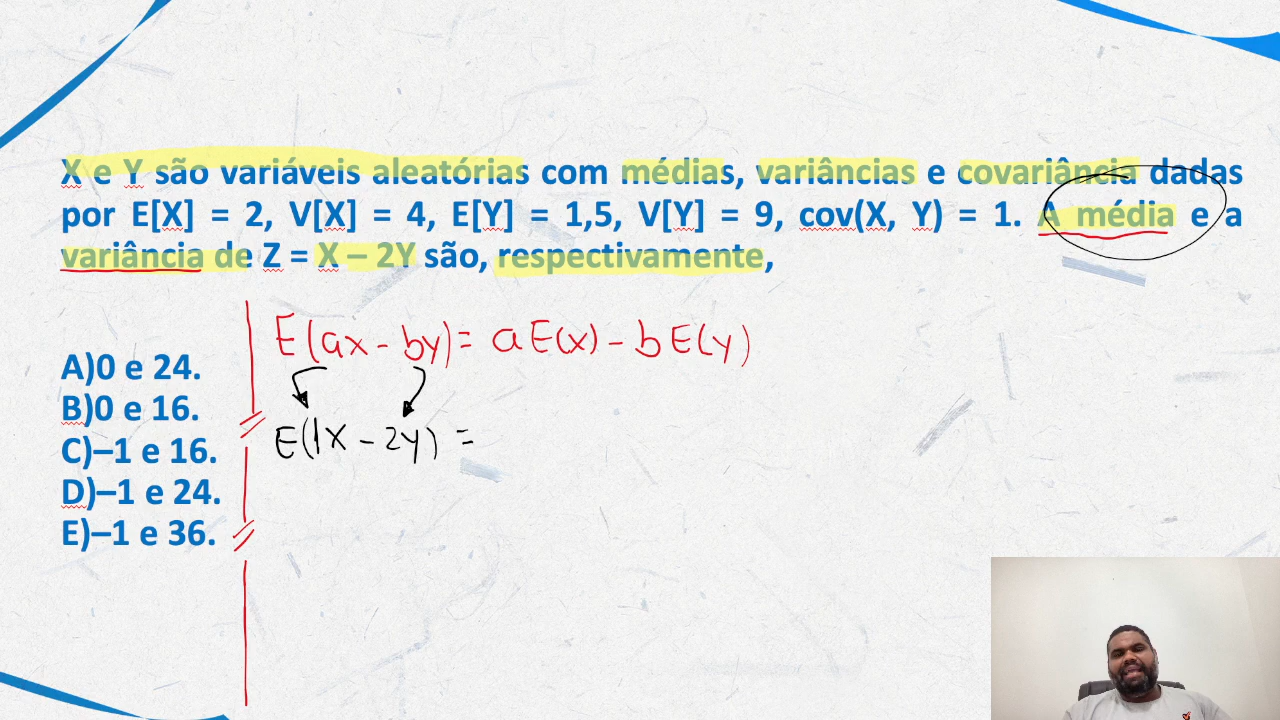 X e Y são variáveis aleatórias com médias, variâncias e covariância dadas
por E[X] = 2, V[X] = 4, E[Y] = 1,5, V[Y] = 9, cov(X, Y) = 1. A média e a
variância de Z = X – 2Y são, respectivamente,
E(ax - by) = aE(x) - bE(y)
E(1x - 2y) =
A)0 e 24.
B)0 e 16.
C)–1 e 16.
D)–1 e 24.
E)–1 e 36.